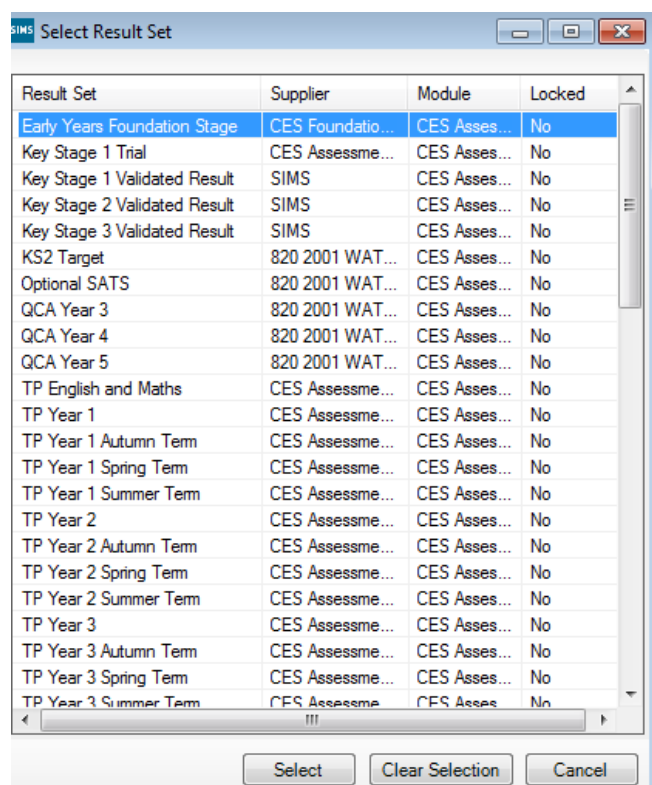 SIMS Select Result Set
Result Set Supplier Module Locked
Early Years Foundation Stage CES Foundatio... CES Asses... No
Key Stage 1 Trial CES Assessme... CES Asses... No
Key Stage 1 Validated Result SIMS CES Asses... No
Key Stage 2 Validated Result SIMS CES Asses... No
Key Stage 3 Validated Result SIMS CES Asses... No
KS2 Target 820 2001 WAT... CES Asses... No
Optional SATS 820 2001 WAT... CES Asses... No
QCA Year 3 820 2001 WAT... CES Asses... No
QCA Year 4 820 2001 WAT... CES Asses... No
QCA Year 5 820 2001 WAT... CES Asses... No
TP English and Maths CES Assessme... CES Asses... No
TP Year 1 CES Assessme... CES Asses... No
TP Year 1 Autumn Term CES Assessme... CES Asses... No
TP Year 1 Spring Term CES Assessme... CES Asses... No
TP Year 1 Summer Term CES Assessme... CES Asses... No
TP Year 2 CES Assessme... CES Asses... No
TP Year 2 Autumn Term CES Assessme... CES Asses... No
TP Year 2 Spring Term CES Assessme... CES Asses... No
TP Year 2 Summer Term CES Assessme... CES Asses... No
TP Year 3 CES Assessme... CES Asses... No
TP Year 3 Autumn Term CES Assessme... CES Asses... No
TP Year 3 Spring Term CES Assessme... CES Asses... No
TP Year 3 Summer Term CES Assessme CES Asses No
Select Clear Selection Cancel